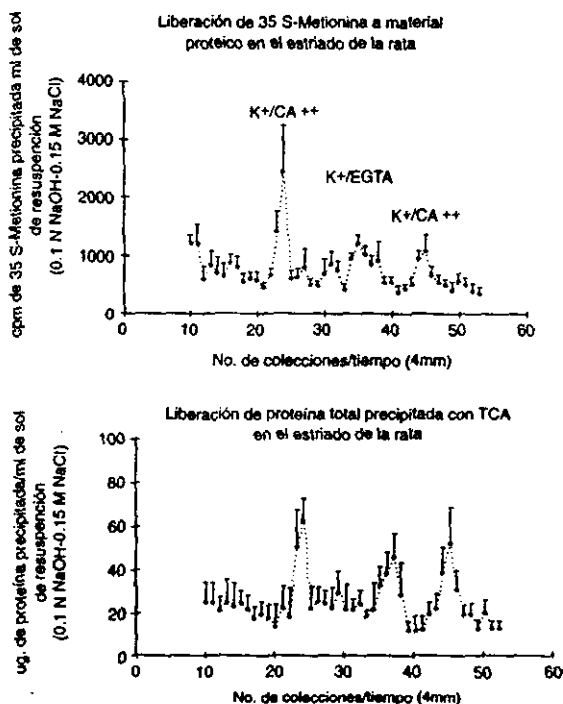 Liberación de 35 S-Metionina a material
proteico en el estriado de la rata
cpm de 35 S-Metionina precipitada ml de sol
de resuspención
(0.1 N NaOH-0.15 M NaCl)
4000
3000
2000
1000
0
K+/CA ++
K+/EGTA
K+/CA ++
0 10 20 30 40 50 60
No. de colecciones/tiempo (4mm)
Liberación de proteína total precipitada con TCA
en el estriado de la rata
ug. de proteína precipitada/ml de sol
de resuspención
(0.1 N NaOH-0.15 M NaCl)
100
80
60
40
20
0
0 10 20 30 40 50 60
No. de colecciones/tiempo (4mm)